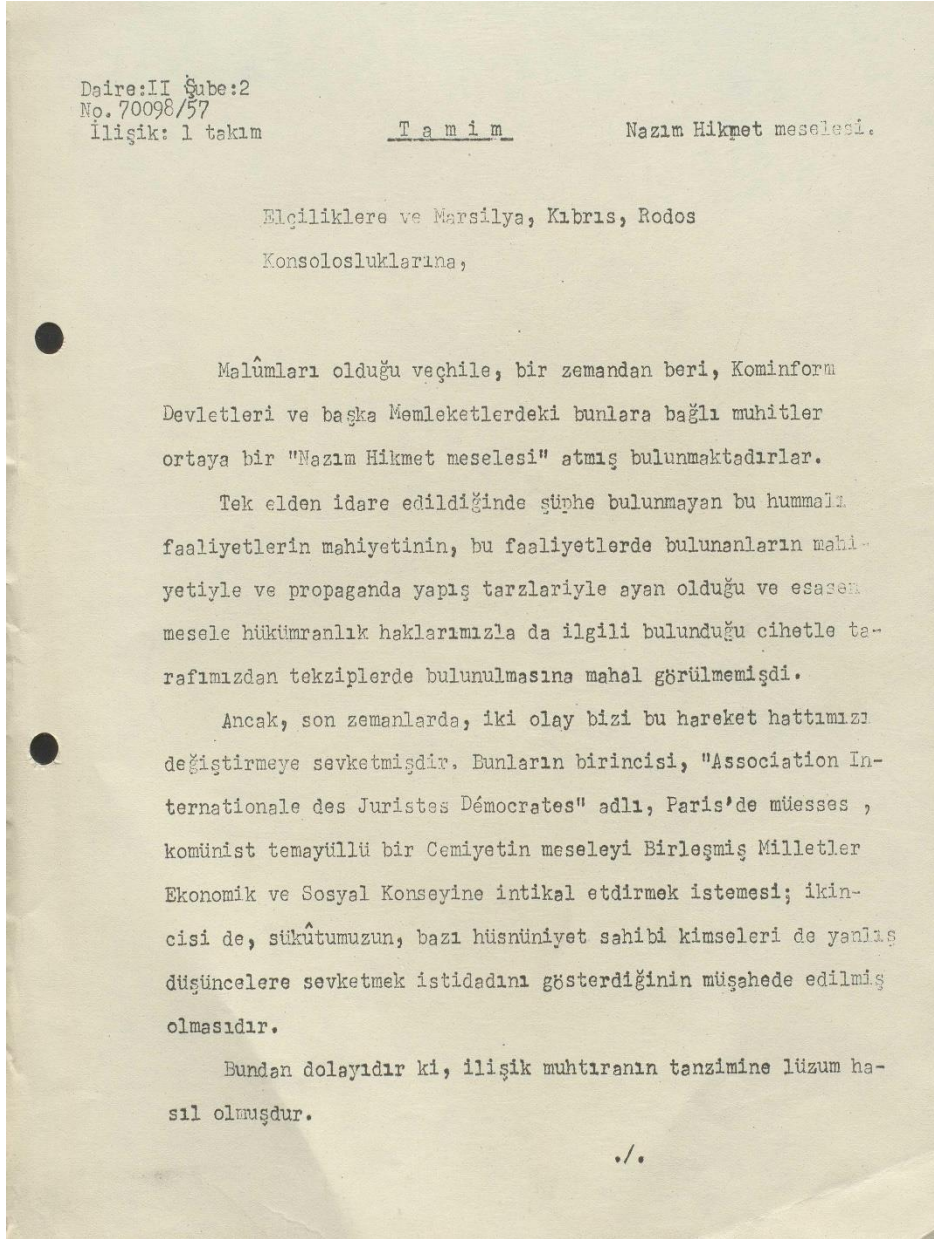 Daire:II Şube:2
No.70098/57
İlişik: 1 takım
T a m i m
Nazım Hikmet meselesi.
Elçiliklere ve Marsilya, Kıbrıs, Rodos
Konsolosluklarına,
Malûmları olduğu veçhile, bir zemandan beri, Kominform
Devletleri ve başka Memleketlerdeki bunlara bağlı muhitler
ortaya bir "Nazım Hikmet meselesi" atmış bulunmaktadırlar.
Tek elden idare edildiğinde şüphe bulunmayan bu hummalı
faaliyetlerin mahiyetinin, bu faaliyetlerde bulunanların mahi-
yetiyle ve propaganda yapış tarzlariyle ayan olduğu ve esasen
mesele hükümranlık haklarımızla da ilgili bulunduğu cihetle ta-
rafımızdan tekziplerde bulunulmasına mahal görülmemişdi.
Ancak, son zemanlarda, iki olay bizi bu hareket hattımızı
değiştirmeye sevketmişdir. Bunların birincisi, "Association In-
ternationale des Juristes Démocrates" adlı, Paris'de müesses ,
komünist temayüllü bir Cemiyetin meseleyi Birleşmiş Milletler
Ekonomik ve Sosyal Konseyine intikal etdirmek istemesi; ikin-
cisi de, sükûtumuzun, bazı hüsnüniyet sahibi kimseleri de yanlış
düşüncelere sevketmek istidadını gösterdiğinin müşahede edilmiş
olmasıdır.
Bundan dolayıdır ki, ilişik muhtıranın tanzimine lüzum ha-
sıl olmuşdur.
./.